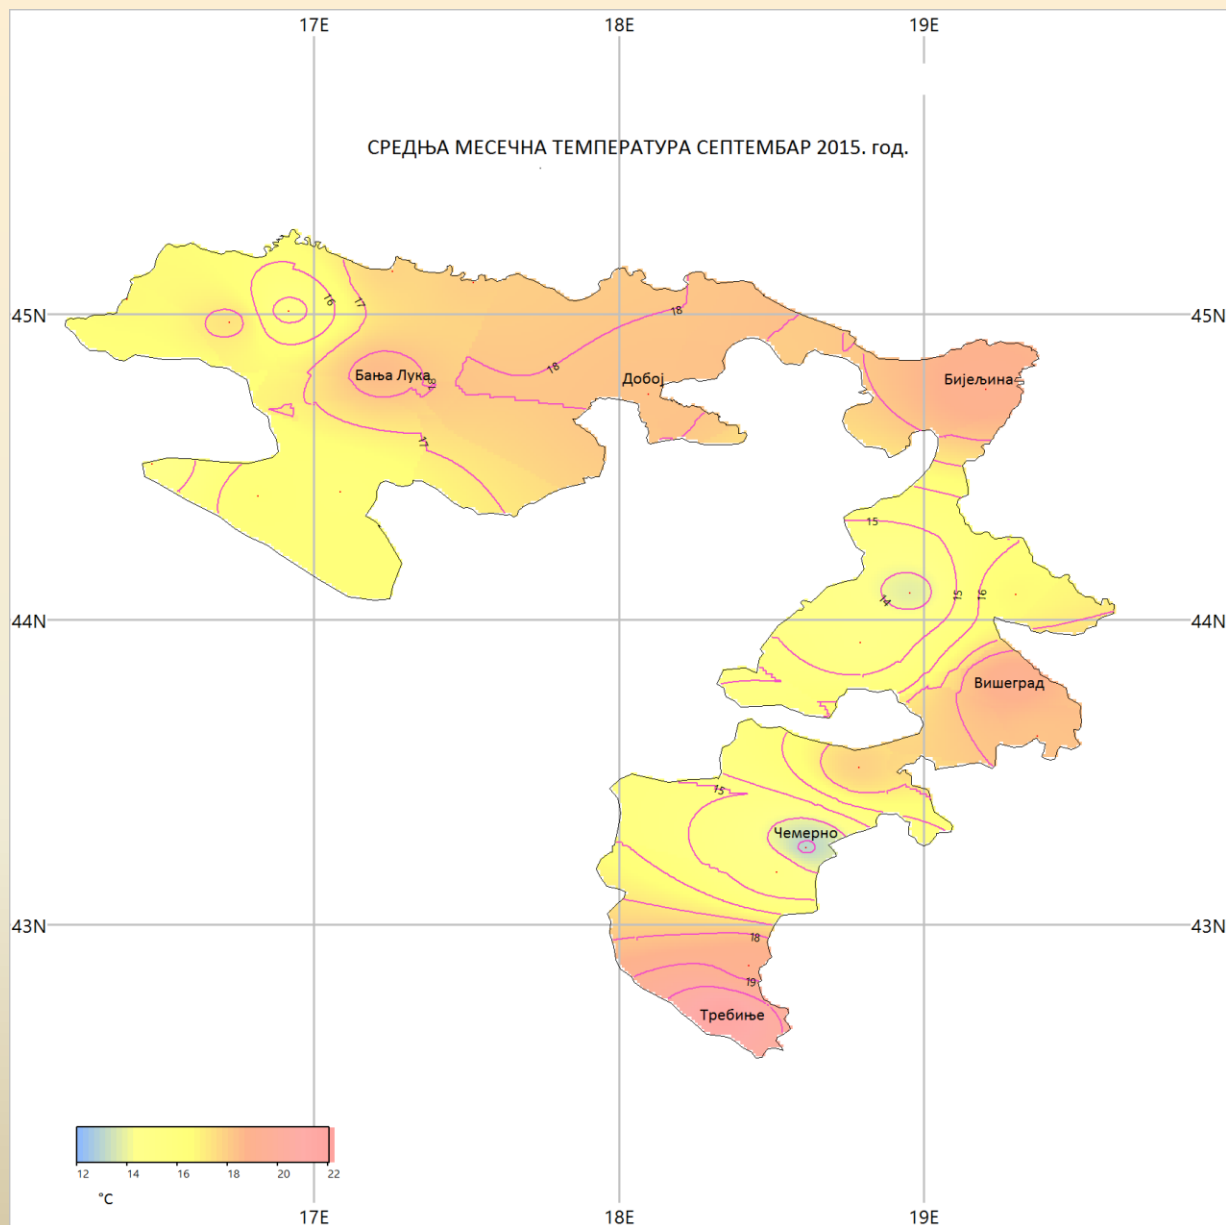 17E 18E 19E
СРЕДЊА МЕСЕЧНА ТЕМПЕРАТУРА СЕПТЕМБАР 2015. год.
16 17
45N 18 45N
18
Бања Лука 18 Добој Бијељина
17
15
14 15 16
44N 44N
Вишеград
15
Чемерно
43N 43N
18
19
Требиње
12 14 16 18 20 22
°C
17E 18E 19E